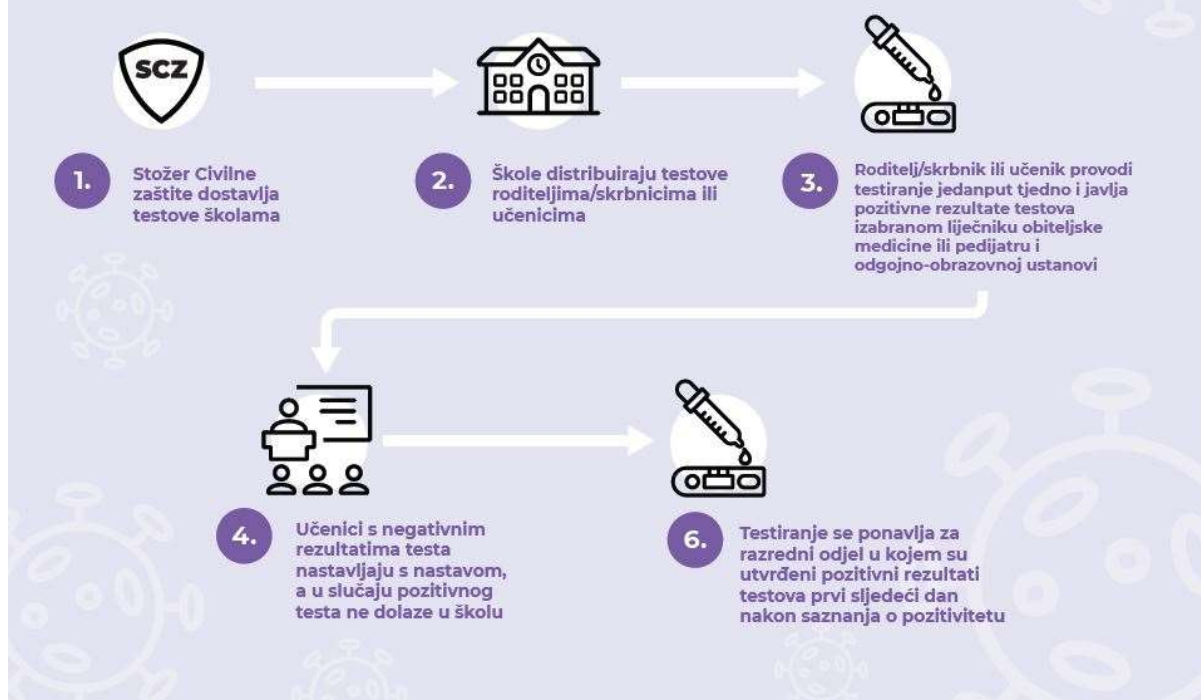 SCZ
1.
Stožer Civilne
zaštite dostavlja
testove školama
2.
Škole distribuiraju testove
roditeljima/skrbnicima ili
učenicima
3.
Roditelj/skrbnik ili učenik provodi
testiranje jedanput tjedno i javlja
pozitivne rezultate testova
izabranom liječniku obiteljske
medicine ili pedijatru i
odgojno-obrazovnoj ustanovi
4.
Učenici s negativnim
rezultatima testa
nastavljaju s nastavom,
a u slučaju pozitivnog
testa ne dolaze u školu
6.
Testiranje se ponavlja za
razredni odjel u kojem su
utvrđeni pozitivni rezultati
testova prvi sljedeći dan
nakon saznanja o pozitivitetu